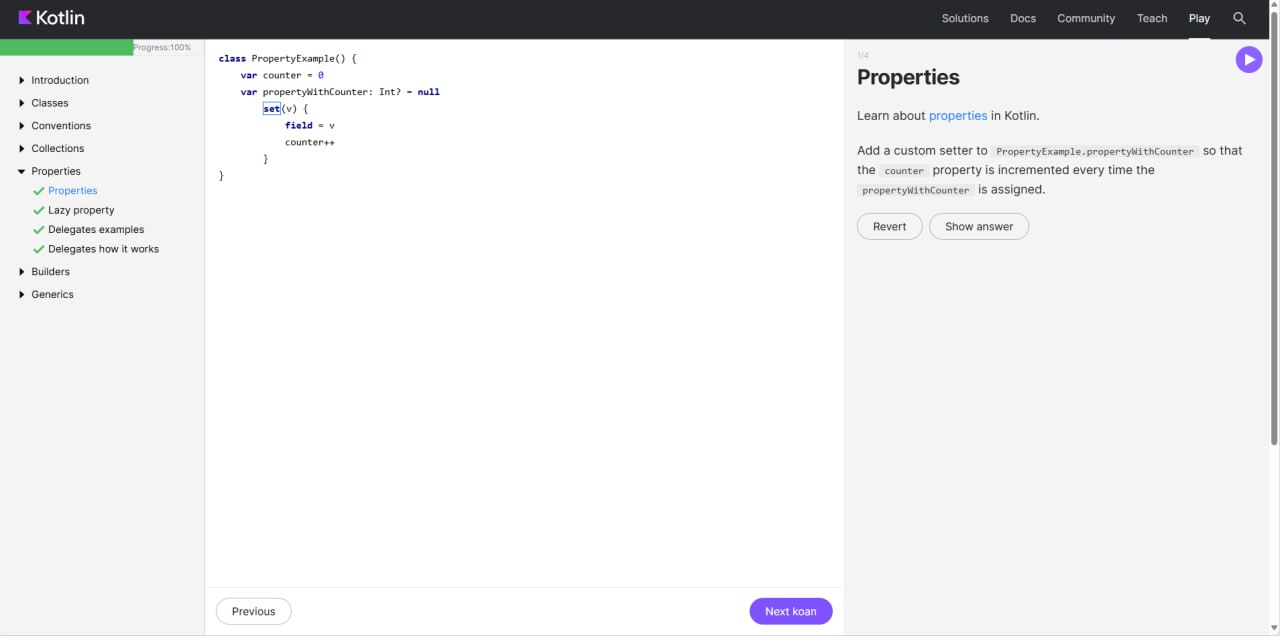 Kotlin
Solutions Docs Community Teach Play
Progress:100%
Introduction
Classes
Conventions
Collections
Properties
Properties
Lazy property
Delegates examples
Delegates how it works
Builders
Generics
class PropertyExample() {
    var counter = 0
    var propertyWithCounter: Int? = null
        set(v) {
            field = v
            counter++
        }
}
Previous
Next koan
1/4
Properties
Learn about properties in Kotlin.
Add a custom setter to PropertyExample.propertyWithCounter so that
the counter property is incremented every time the
propertyWithCounter is assigned.
Revert
Show answer